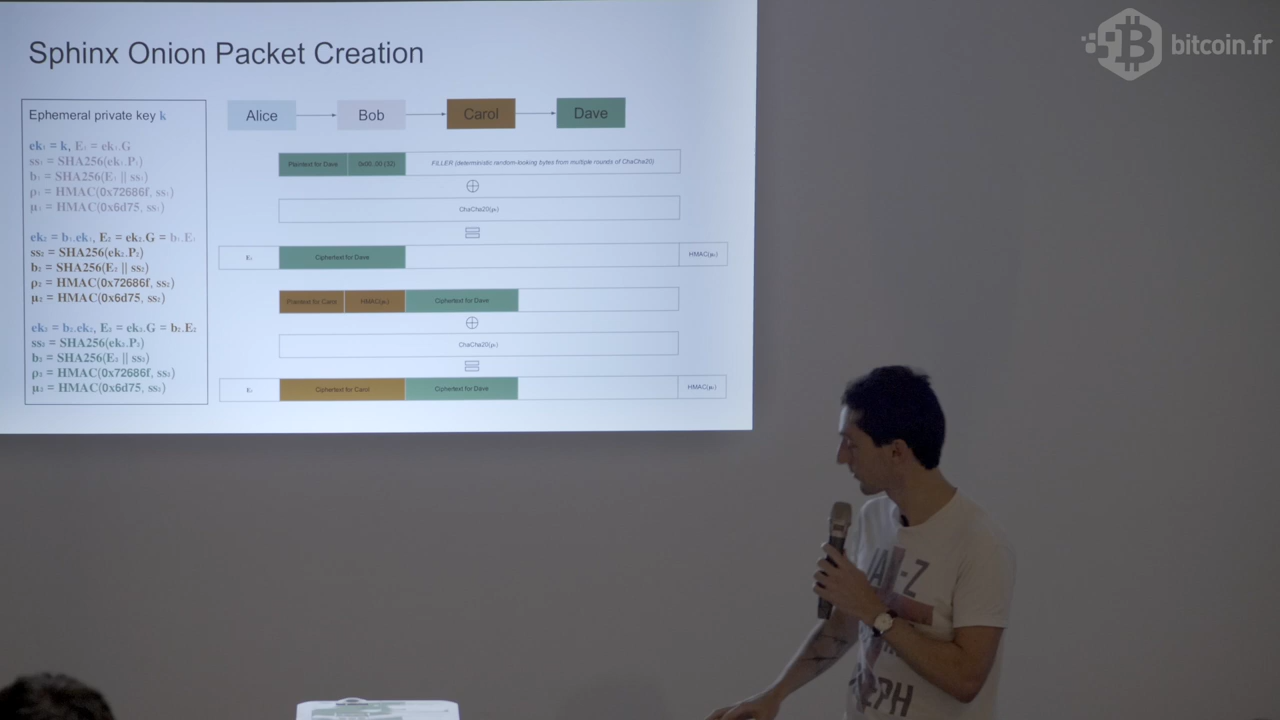 bitcoin.fr
Sphinx Onion Packet Creation
Ephemeral private key k
ek₁ = k, E₁ = ek₁.G
ss₁ = SHA256(ek₁.P₁)
b₁ = SHA256(E₁ || ss₁)
ρ₁ = HMAC(0x72686f, ss₁)
μ₁ = HMAC(0x6d75, ss₁)
ek₂ = b₁.ek₁, E₂ = ek₂.G = b₁.E₁
ss₂ = SHA256(ek₂.P₂)
b₂ = SHA256(E₂ || ss₂)
ρ₂ = HMAC(0x72686f, ss₂)
μ₂ = HMAC(0x6d75, ss₂)
ek₃ = b₂.ek₂, E₃ = ek₃.G = b₂.E₂
ss₃ = SHA256(ek₃.P₃)
b₃ = SHA256(E₃ || ss₃)
ρ₃ = HMAC(0x72686f, ss₃)
μ₃ = HMAC(0x6d75, ss₃)
Alice Bob Carol Dave
Plaintext for Dave 0x00..00 (32) FILLER (deterministic random-looking bytes from multiple rounds of ChaCha20)
Ciphertext for Dave
Plaintext for Carol Ciphertext for Dave
Ciphertext for Carol Ciphertext for Dave